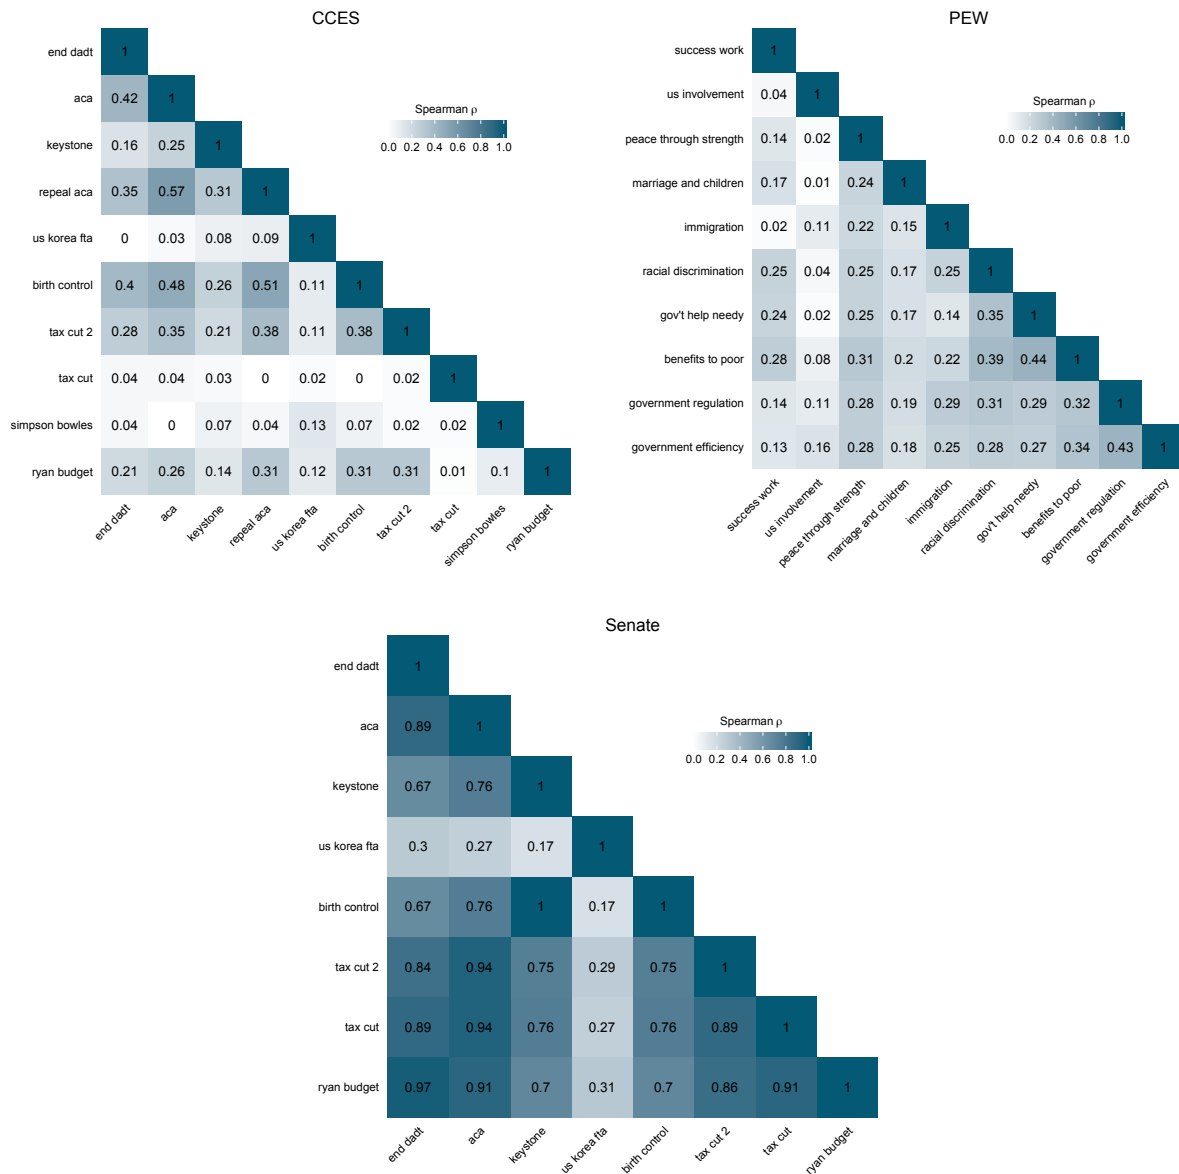 CCES
end dadt 1
aca 0.42 1
Spearman ρ
0.0 0.2 0.4 0.6 0.8 1.0
keystone 0.16 0.25 1
repeal aca 0.35 0.57 0.31 1
us korea fta 0 0.03 0.08 0.09 1
birth control 0.4 0.48 0.26 0.51 0.11 1
tax cut 2 0.28 0.35 0.21 0.38 0.11 0.38 1
tax cut 0.04 0.04 0.03 0 0.02 0 0.02 1
simpson bowles 0.04 0 0.07 0.04 0.13 0.07 0.02 0.02 1
ryan budget 0.21 0.26 0.14 0.31 0.12 0.31 0.31 0.01 0.1 1
end dadt
aca
keystone
repeal aca
us korea fta
birth control
tax cut 2
tax cut
simpson bowles
ryan budget
PEW
success work 1
us involvement 0.04 1
Spearman ρ
0.0 0.2 0.4 0.6 0.8 1.0
peace through strength 0.14 0.02 1
marriage and children 0.17 0.01 0.24 1
immigration 0.02 0.11 0.22 0.15 1
racial discrimination 0.25 0.04 0.25 0.17 0.25 1
gov't help needy 0.24 0.02 0.25 0.17 0.14 0.35 1
benefits to poor 0.28 0.08 0.31 0.2 0.22 0.39 0.44 1
government regulation 0.14 0.11 0.28 0.19 0.29 0.31 0.29 0.32 1
government efficiency 0.13 0.16 0.28 0.18 0.25 0.28 0.27 0.34 0.43 1
success work
us involvement
peace through strength
marriage and children
immigration
racial discrimination
gov't help needy
benefits to poor
government regulation
government efficiency
Senate
end dadt 1
aca 0.89 1
Spearman ρ
0.0 0.2 0.4 0.6 0.8 1.0
keystone 0.67 0.76 1
us korea fta 0.3 0.27 0.17 1
birth control 0.67 0.76 1 0.17 1
tax cut 2 0.84 0.94 0.75 0.29 0.75 1
tax cut 0.89 0.94 0.76 0.27 0.76 0.89 1
ryan budget 0.97 0.91 0.7 0.31 0.7 0.86 0.91 1
end dadt
aca
keystone
us korea fta
birth control
tax cut 2
tax cut
ryan budget